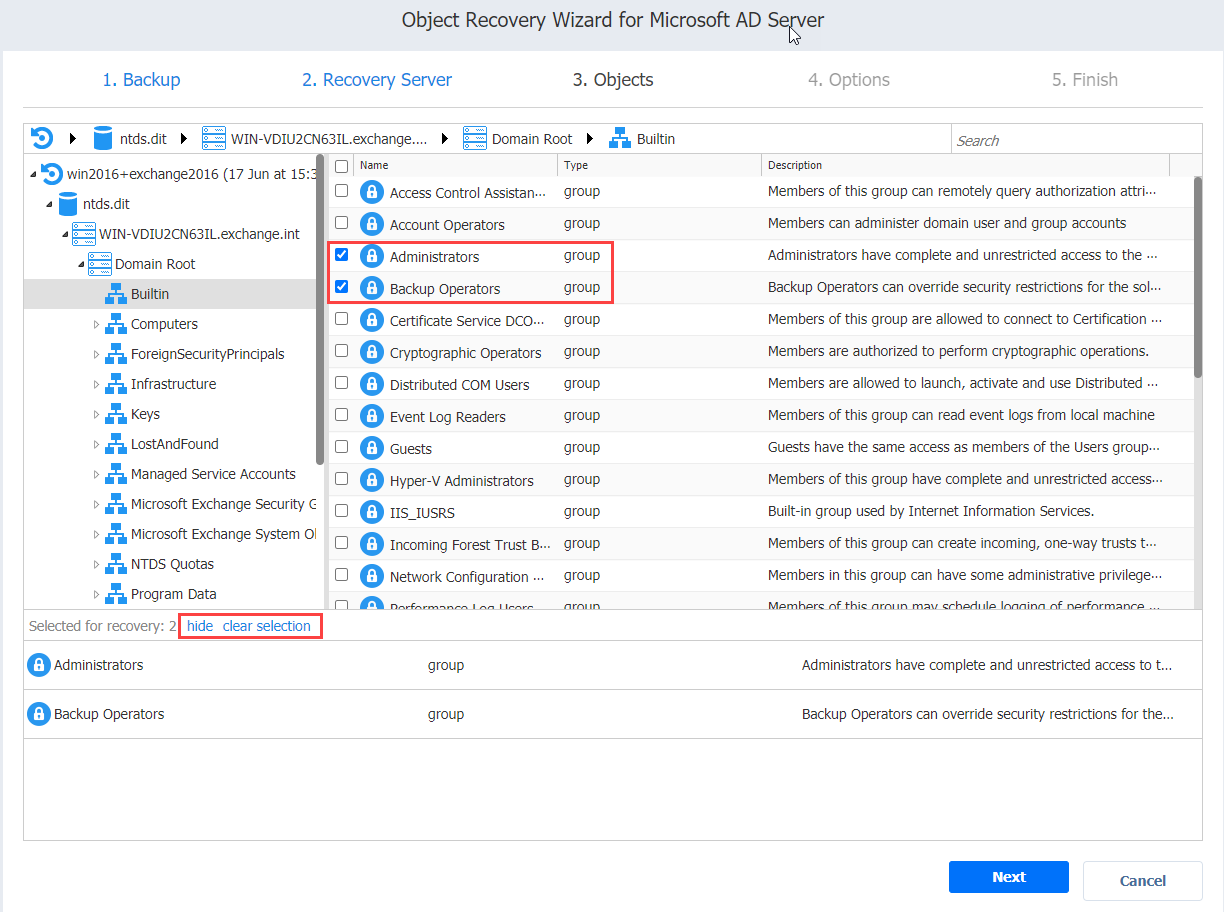 Object Recovery Wizard for Microsoft AD Server
1. Backup 2. Recovery Server 3. Objects 4. Options 5. Finish
ntds.dit WIN-VDIU2CN63IL.exchange.... Domain Root Builtin Search
win2016+exchange2016 (17 Jun at 15:3
ntds.dit
WIN-VDIU2CN63IL.exchange.int
Domain Root
Builtin
Computers
ForeignSecurityPrincipals
Infrastructure
Keys
LostAndFound
Managed Service Accounts
Microsoft Exchange Security G
Microsoft Exchange System Ol
NTDS Quotas
Program Data
Name Type Description
Access Control Assistan... group Members of this group can remotely query authorization attri...
Account Operators group Members can administer domain user and group accounts
Administrators group Administrators have complete and unrestricted access to the ...
Backup Operators group Backup Operators can override security restrictions for the sol...
Certificate Service DCO... group Members of this group are allowed to connect to Certification ...
Cryptographic Operators group Members are authorized to perform cryptographic operations.
Distributed COM Users group Members are allowed to launch, activate and use Distributed ...
Event Log Readers group Members of this group can read event logs from local machine
Guests group Guests have the same access as members of the Users group...
Hyper-V Administrators group Members of this group have complete and unrestricted access...
IIS_IUSRS group Built-in group used by Internet Information Services.
Incoming Forest Trust B... group Members of this group can create incoming, one-way trusts t...
Network Configuration ... group Members in this group can have some administrative privilege...
Performance Log Users group Members of this group may schedule logging of performance ...
Selected for recovery: 2 hide clear selection
Administrators group Administrators have complete and unrestricted access to t...
Backup Operators group Backup Operators can override security restrictions for the...
Next Cancel